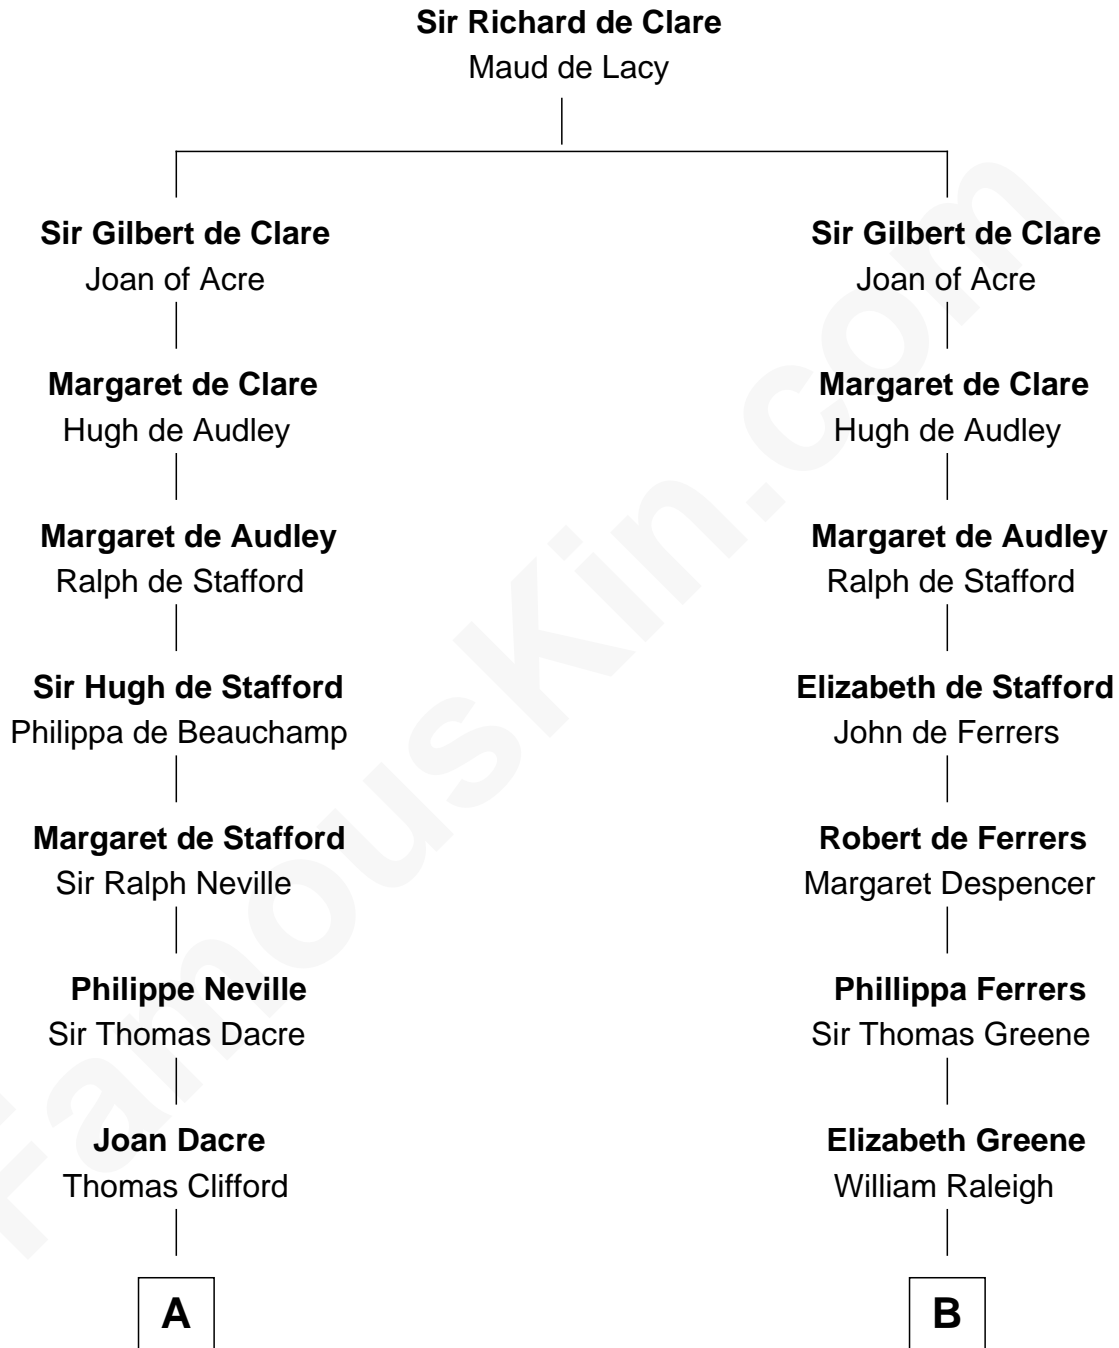 Sir Richard de Clare
Maud de Lacy
Sir Gilbert de Clare
Joan of Acre
Margaret de Clare
Hugh de Audley
Margaret de Audley
Ralph de Stafford
Sir Hugh de Stafford
Philippa de Beauchamp
Margaret de Stafford
Sir Ralph Neville
Philippe Neville
Sir Thomas Dacre
Joan Dacre
Thomas Clifford
A
Sir Gilbert de Clare
Joan of Acre
Margaret de Clare
Hugh de Audley
Margaret de Audley
Ralph de Stafford
Elizabeth de Stafford
John de Ferrers
Robert de Ferrers
Margaret Despencer
Phillippa Ferrers
Sir Thomas Greene
Elizabeth Greene
William Raleigh
B
FamousKin.com